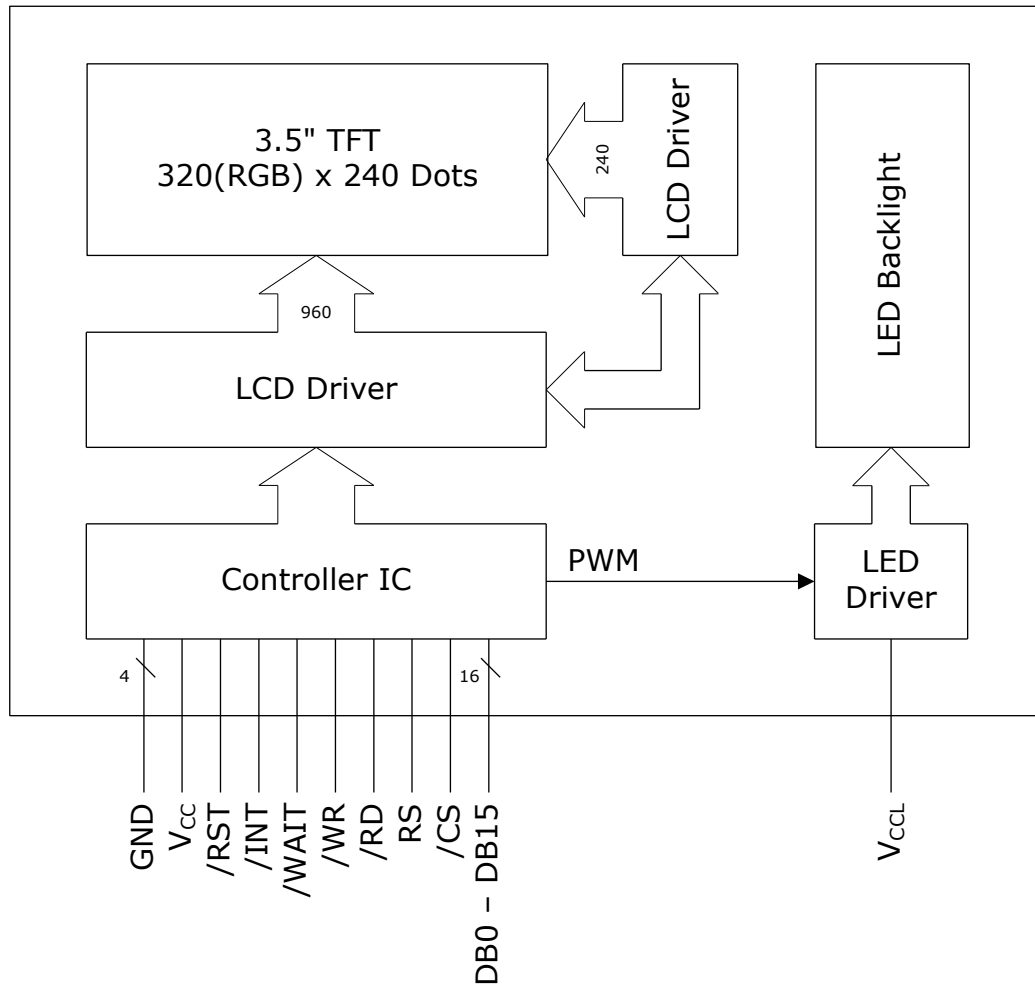 3.5" TFT
320(RGB) x 240 Dots
240
LCD Driver
LED Backlight
960
LCD Driver
Controller IC
PWM
LED
Driver
4
16
GND
VCC
/RST
/INT
/WAIT
/WR
/RD
RS
/CS
DB0 – DB15
VCCL